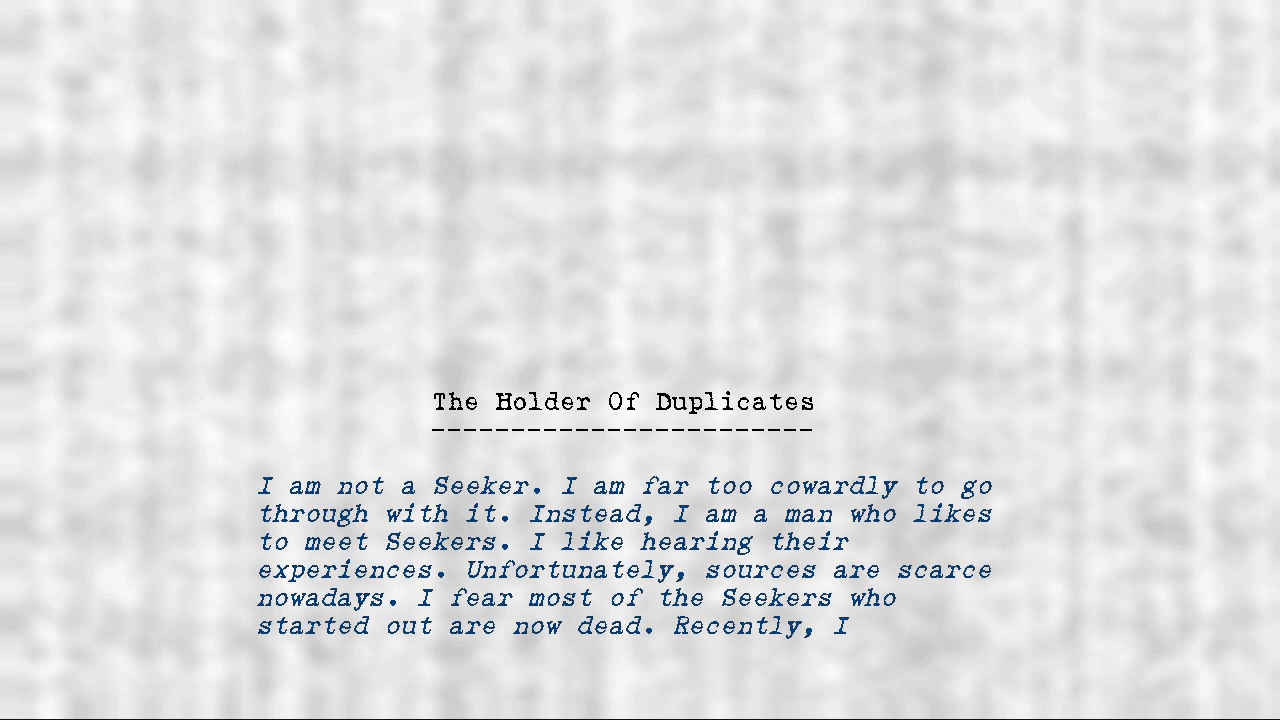 The Holder Of Duplicates
------------------------
I am not a Seeker. I am far too cowardly to go
through with it. Instead, I am a man who likes
to meet Seekers. I like hearing their
experiences. Unfortunately, sources are scarce
nowadays. I fear most of the Seekers who
started out are now dead. Recently, I